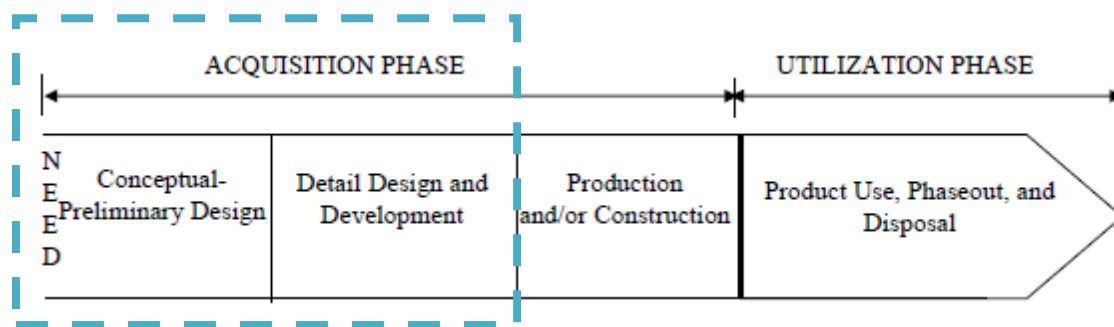 ACQUISITION PHASE
UTILIZATION PHASE
NEED
Conceptual-
Preliminary Design
Detail Design and
Development
Production
and/or Construction
Product Use, Phaseout, and
Disposal